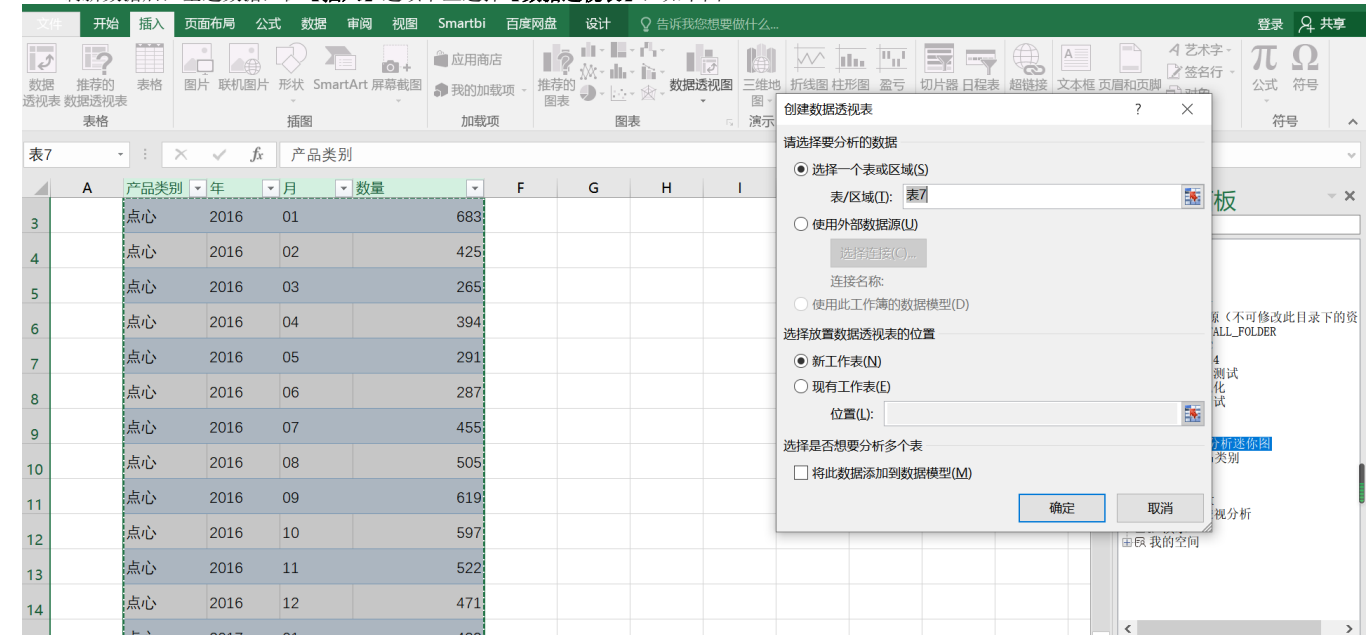 文件 开始 插入 页面布局 公式 数据 审阅 视图 Smartbi 百度网盘 设计 告诉我您想要做什么... 登录 共享
数据 推荐的 表格 图片 联机图片 形状 SmartArt 屏幕截图 应用商店 推荐的 数据透视图 三维地 折线图 柱形图 盈亏 切片器 日程表 超链接 文本框 页眉和页脚 艺术字 公式 符号
透视表 数据透视表 我的加载项 图表 图 签名行
对象
表格 插图 加载项 图表 演示 符号
表7 fx 产品类别
A 产品类别 年 月 数量 F G H I
3 点心 2016 01 683
4 点心 2016 02 425
5 点心 2016 03 265
6 点心 2016 04 394
7 点心 2016 05 291
8 点心 2016 06 287
9 点心 2016 07 455
10 点心 2016 08 505
11 点心 2016 09 619
12 点心 2016 10 597
13 点心 2016 11 522
14 点心 2016 12 471
创建数据透视表 ?
请选择要分析的数据
选择一个表或区域(S)
表/区域(T): 表7
使用外部数据源(U)
选择连接(C)...
连接名称:
使用此工作簿的数据模型(D)
选择放置数据透视表的位置
新工作表(N)
现有工作表(E)
位置(L):
选择是否想要分析多个表
将此数据添加到数据模型(M)
确定 取消
板
(不可修改此目录下的资
ALL_FOLDER
4
测试
化
试
分析迷你图
类别
视分析
我的空间